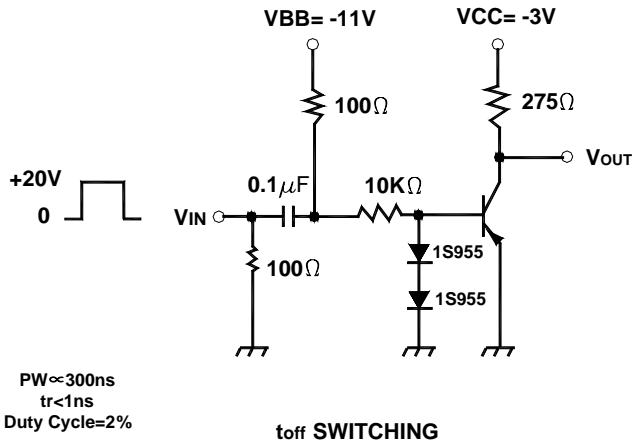 VBB= -11V
VCC= -3V
100Ω
275Ω
VOUT
+20V
0
0.1μF
10KΩ
VIN
1S955
100Ω
1S955
PW∝300ns
tr<1ns
Duty Cycle=2%
toff SWITCHING